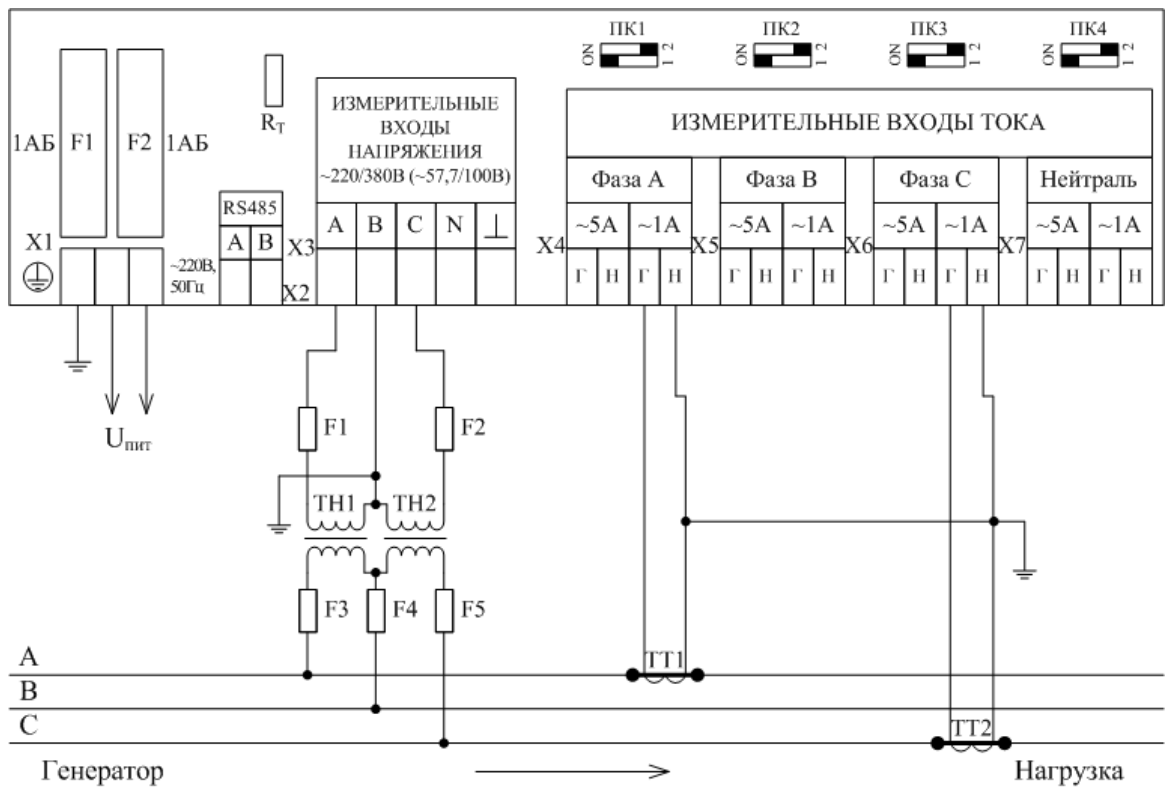 ПК1 ПК2 ПК3 ПК4
ON 1 2 ON 1 2 ON 1 2 ON 1 2
1АБ F1 F2 1АБ
RТ
ИЗМЕРИТЕЛЬНЫЕ
ВХОДЫ
НАПРЯЖЕНИЯ
~220/380В (~57,7/100В)
ИЗМЕРИТЕЛЬНЫЕ ВХОДЫ ТОКА
Фаза А Фаза В Фаза С Нейтраль
RS485
A B
X1
X3
A B C N ⊥
X4 ~5А ~1А X5 ~5А ~1А X6 ~5А ~1А X7 ~5А ~1А
~220В,
50Гц
X2
Г Н Г Н Г Н Г Н Г Н Г Н Г Н Г Н
Uпит
F1 F2
ТН1 ТН2
F3 F4 F5
A
ТТ1
B
C
ТТ2
Генератор Нагрузка